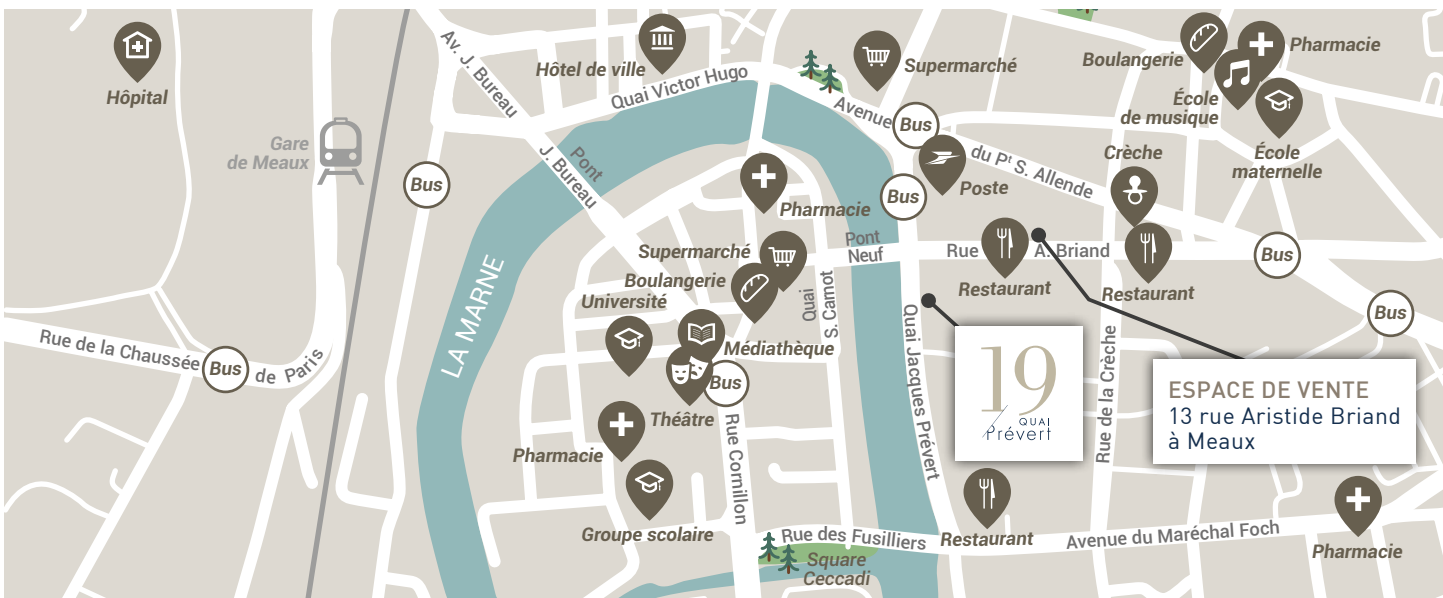 Hôpital
Gare
de Meaux
Av. J. Bureau
Hôtel de ville
Quai Victor Hugo
Supermarché
Avenue
Bus
du Pt S. Allende
Boulangerie
Pharmacie
École
de musique
École
maternelle
Crèche
Bus
Pont
J. Bureau
Pharmacie
Bus
Poste
Supermarché
Boulangerie
Université
Pont
Neuf
Rue
A. Briand
Restaurant
Restaurant
Bus
Bus
LA MARNE
Quai
S. Carnot
Médiathèque
Bus
Théâtre
Rue de la Chaussée
Bus
de Paris
Quai Jacques Prévert
19
QUAI
Prévert
Rue de la Crèche
ESPACE DE VENTE
13 rue Aristide Briand
à Meaux
Pharmacie
Rue Cornillon
Groupe scolaire
Rue des Fusilliers
Restaurant
Avenue du Maréchal Foch
Pharmacie
Square
Ceccadi